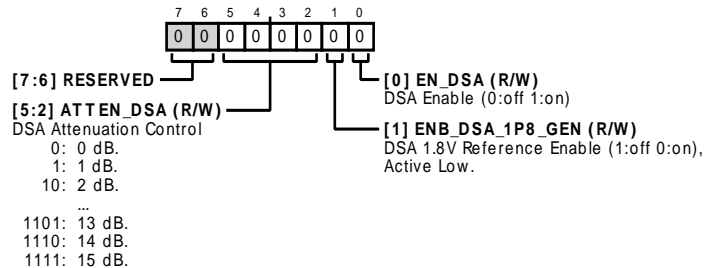 7 6 5 4 3 2 1 0
0 0 0 0 0 0 0 0
[7:6] RESERVED
[5:2] ATTEN_DSA (R/W)
DSA Attenuation Control
0: 0 dB.
1: 1 dB.
10: 2 dB.
...
1101: 13 dB.
1110: 14 dB.
1111: 15 dB.
[0] EN_DSA (R/W)
DSA Enable (0:off 1:on)
[1] ENB_DSA_1P8_GEN (R/W)
DSA 1.8V Reference Enable (1:off 0:on),
Active Low.